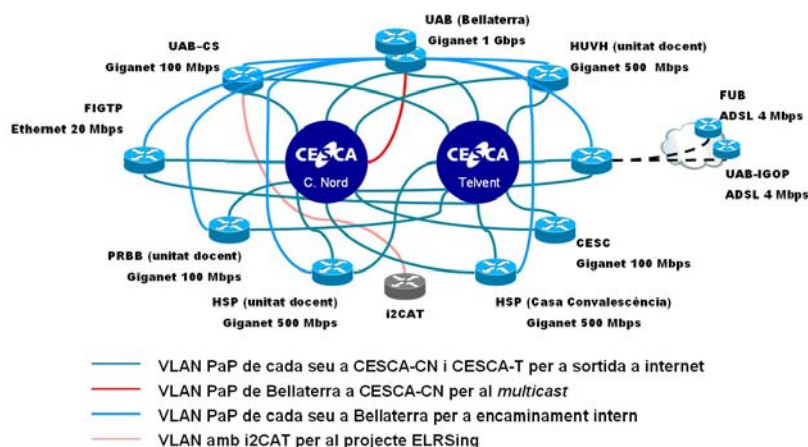 UAB (Bellaterra)
Giganet 1 Gbps
UAB–CS
Giganet 100 Mbps
HUVH (unitat docent)
Giganet 500 Mbps
FIGTP
Ethernet 20 Mbps
FUB
ADSL 4 Mbps
CESCA
C. Nord
CESCA
Telvent
UAB-IGOP
ADSL 4 Mbps
PRBB (unitat docent)
Giganet 100 Mbps
CESC
Giganet 100 Mbps
HSP (unitat docent)
Giganet 500 Mbps
i2CAT
HSP (Casa Convalescència)
Giganet 500 Mbps
VLAN PaP de cada seu a CESCA-CN i CESCA-T per a sortida a internet
VLAN PaP de Bellaterra a CESCA-CN per al multicast
VLAN PaP de cada seu a Bellaterra per a encaminament intern
VLAN amb i2CAT per al projecte ELRSing